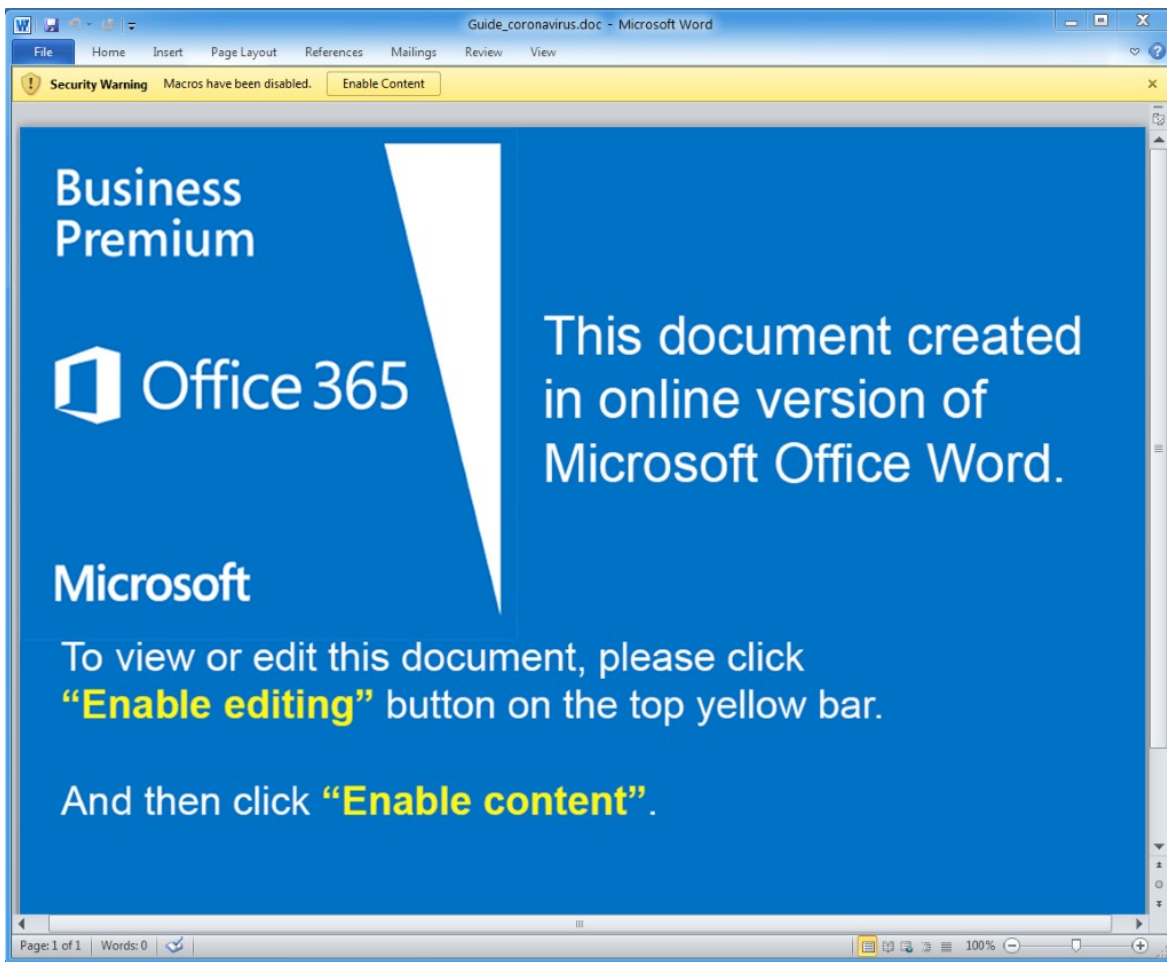 Guide_coronavirus.doc - Microsoft Word
File Home Insert Page Layout References Mailings Review View
Security Warning Macros have been disabled. Enable Content
Business
Premium
Office 365
This document created
in online version of
Microsoft Office Word.
Microsoft
To view or edit this document, please click
“Enable editing” button on the top yellow bar.
And then click “Enable content”.
Page: 1 of 1 Words: 0 100%